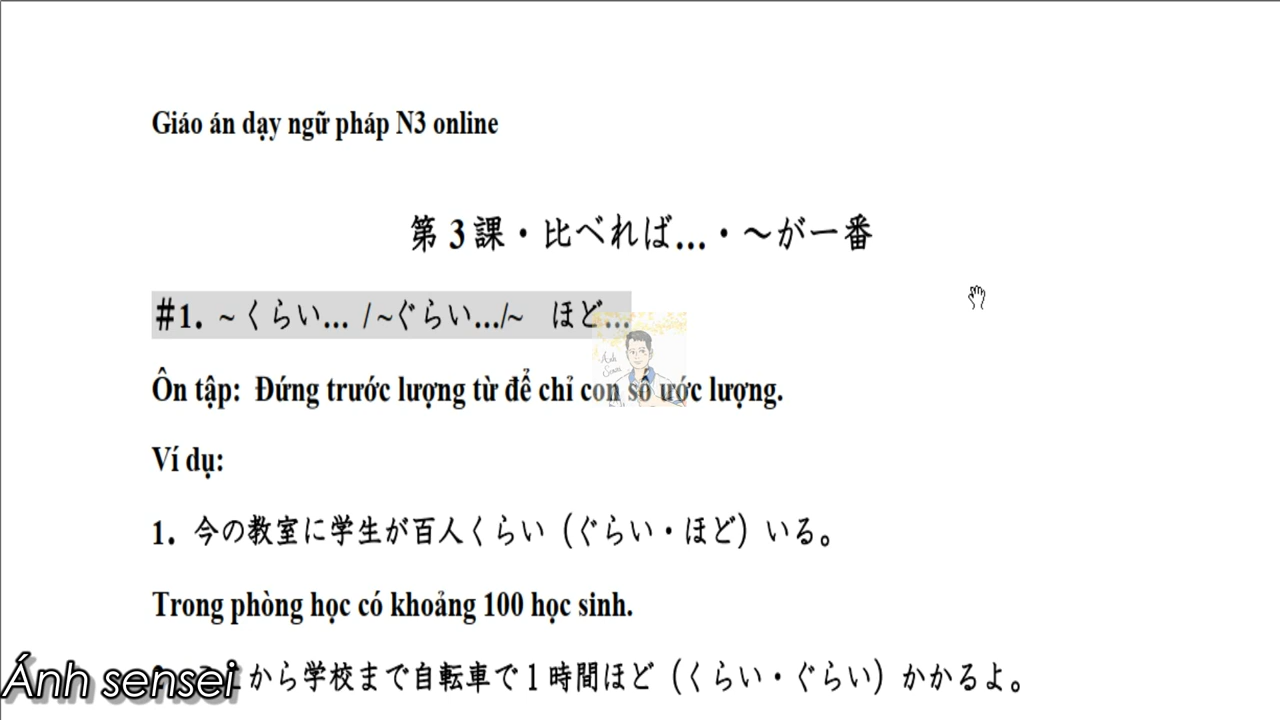 Giáo án dạy ngữ pháp N3 online
第3課・比べれば…・～が一番
#1. ~くらい… /~ぐらい…/~ ほど…
Ánh Sensei
Ôn tập: Đứng trước lượng từ để chỉ con số ước lượng.
Ví dụ:
1. 今の教室に学生が百人くらい（ぐらい・ほど）いる。
Trong phòng học có khoảng 100 học sinh.
から学校まで自転車で1時間ほど（くらい・ぐらい）かかるよ。
Ánh sensei